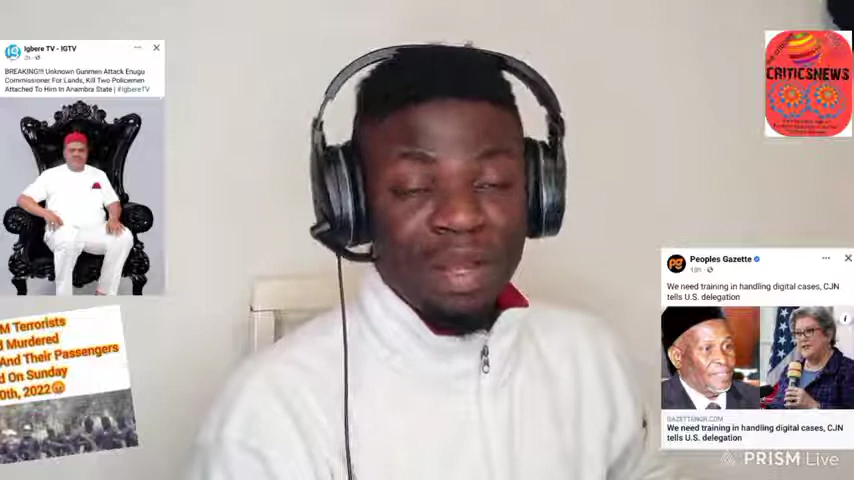 Igbere TV - IGTV
BREAKING!!! Unknown Gunmen Attack Enugu
Commissioner For Lands, Kill Two Policemen
Attached To Him In Anambra State | #IgbereTV
M Terrorists
Murdered
And Their Passengers
d On Sunday
0th, 2022
CRITICSNEWS
pg Peoples Gazette
We need training in handling digital cases, CJN
tells U.S. delegation
GAZETTENGR.COM
We need training in handling digital cases, CJN
tells U.S. delegation
PRISM Live